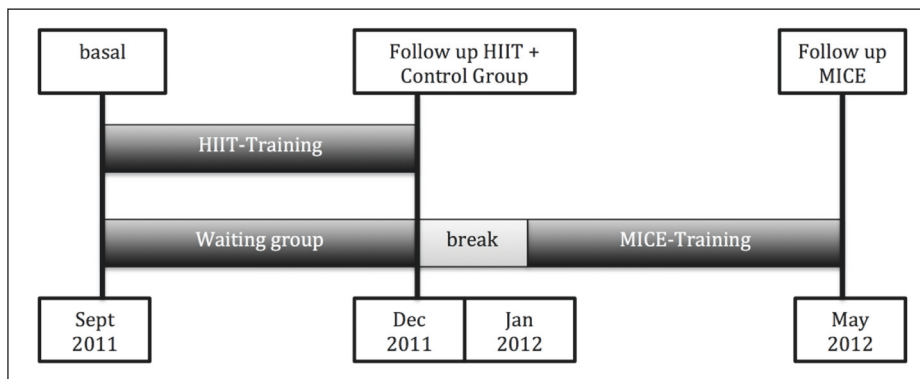 basal
Follow up HIIT +
Control Group
Follow up
MICE
HIIT-Training
Waiting group
break
MICE-Training
Sept
2011
Dec
2011
Jan
2012
May
2012